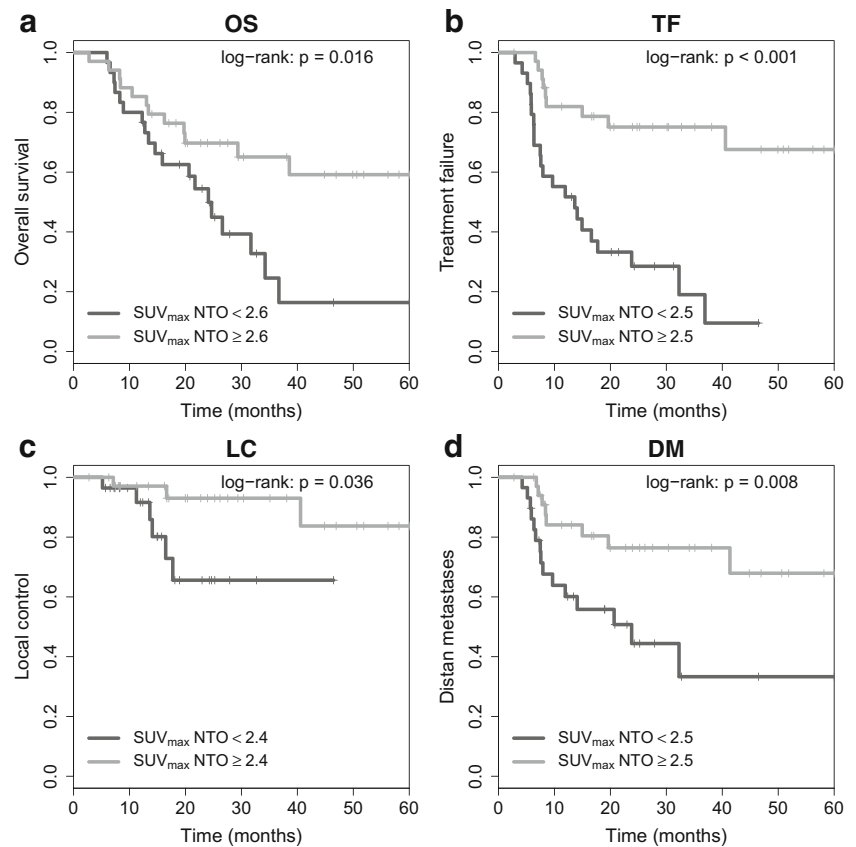 a
OS
log−rank: p = 0.016
Overall survival
1.0
0.8
0.6
0.4
0.2
0.0
SUVmax NTO < 2.6
SUVmax NTO ≥ 2.6
0 10 20 30 40 50 60
Time (months)
b
TF
log−rank: p < 0.001
Treatment failure
1.0
0.8
0.6
0.4
0.2
0.0
SUVmax NTO < 2.5
SUVmax NTO ≥ 2.5
0 10 20 30 40 50 60
Time (months)
c
LC
log−rank: p = 0.036
Local control
1.0
0.8
0.6
0.4
0.2
0.0
SUVmax NTO < 2.4
SUVmax NTO ≥ 2.4
0 10 20 30 40 50 60
Time (months)
d
DM
log−rank: p = 0.008
Distan metastases
1.0
0.8
0.6
0.4
0.2
0.0
SUVmax NTO < 2.5
SUVmax NTO ≥ 2.5
0 10 20 30 40 50 60
Time (months)